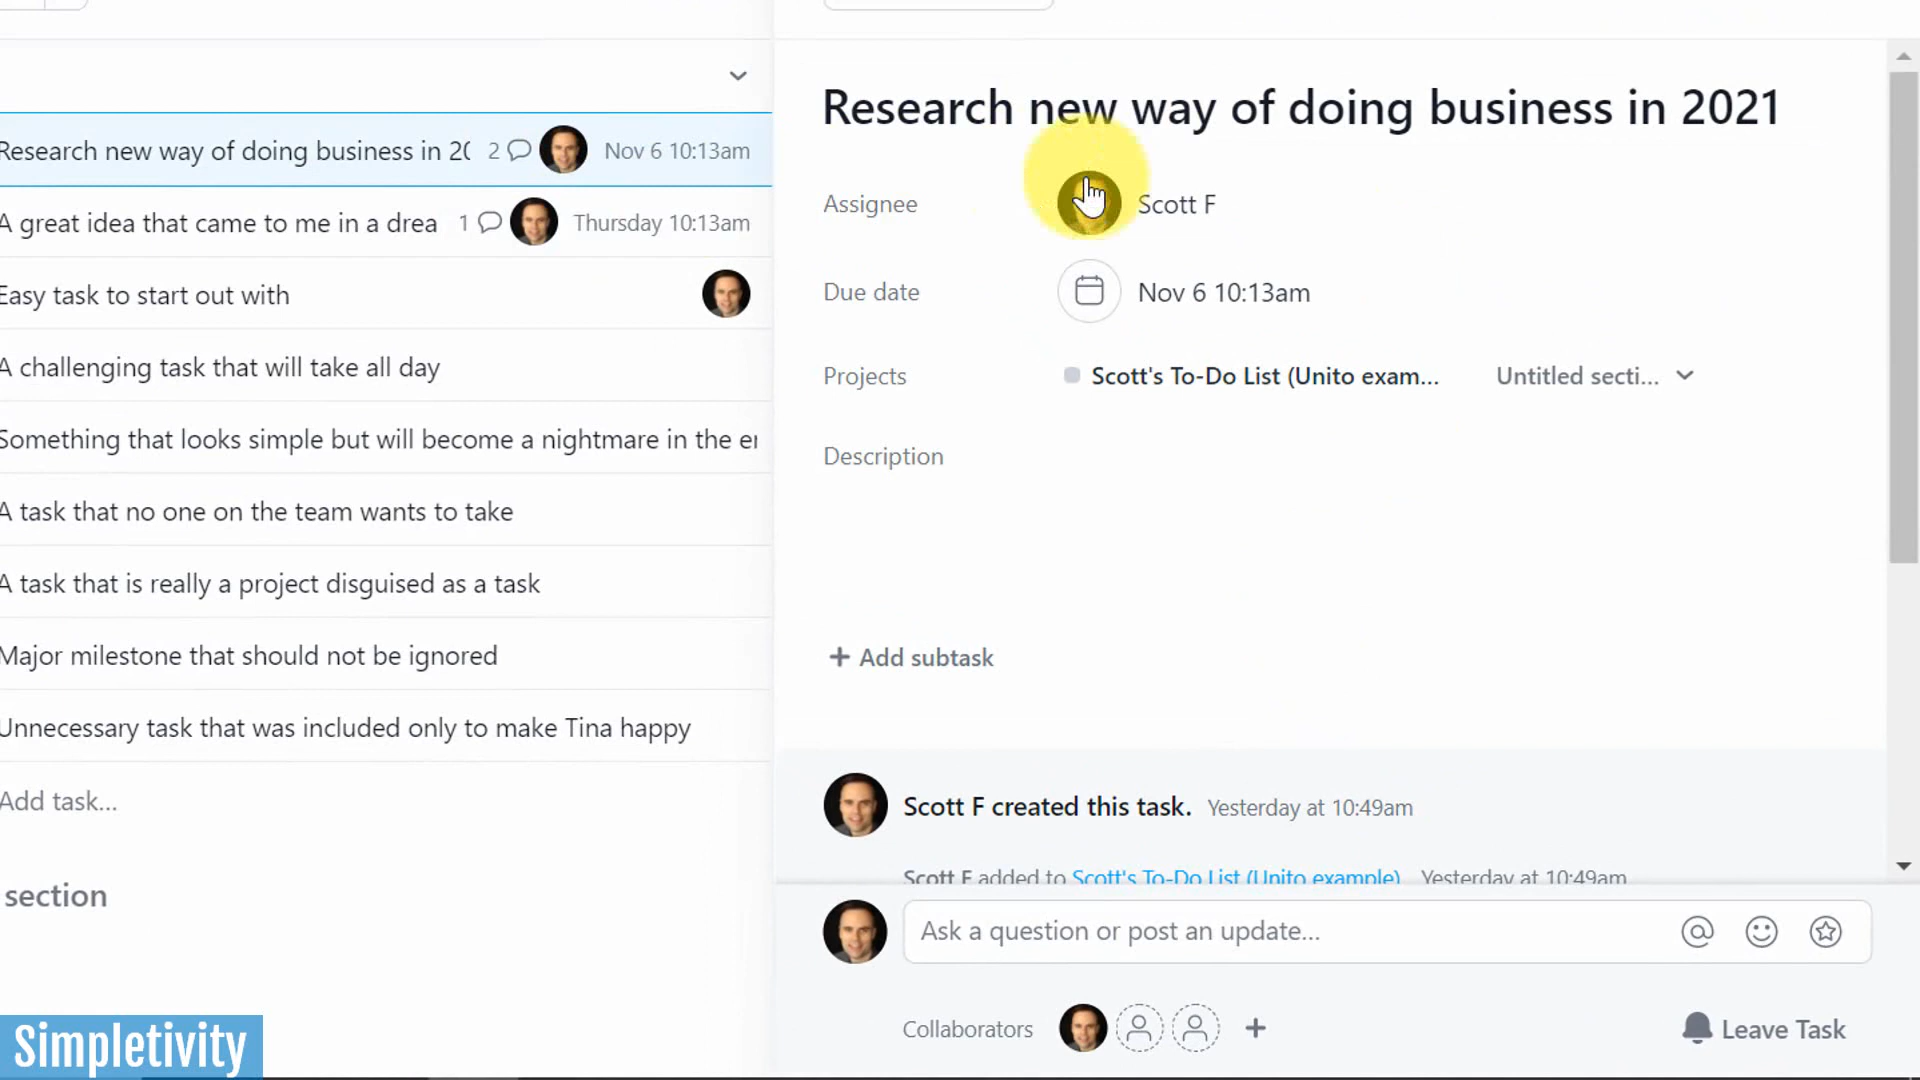 Research new way of doing business in 20 2 Nov 6 10:13am
A great idea that came to me in a drea 1 Thursday 10:13am
Easy task to start out with
A challenging task that will take all day
Something that looks simple but will become a nightmare in the er
A task that no one on the team wants to take
A task that is really a project disguised as a task
Major milestone that should not be ignored
Unnecessary task that was included only to make Tina happy
Add task...
section
Simpletivity
Research new way of doing business in 2021
Assignee Scott F
Due date Nov 6 10:13am
Projects Scott's To-Do List (Unito exam... Untitled secti...
Description
+ Add subtask
Scott F created this task. Yesterday at 10:49am
Scott F added to Scott's To-Do List (Unito example) Yesterday at 10:49am
Ask a question or post an update...
Collaborators + Leave Task